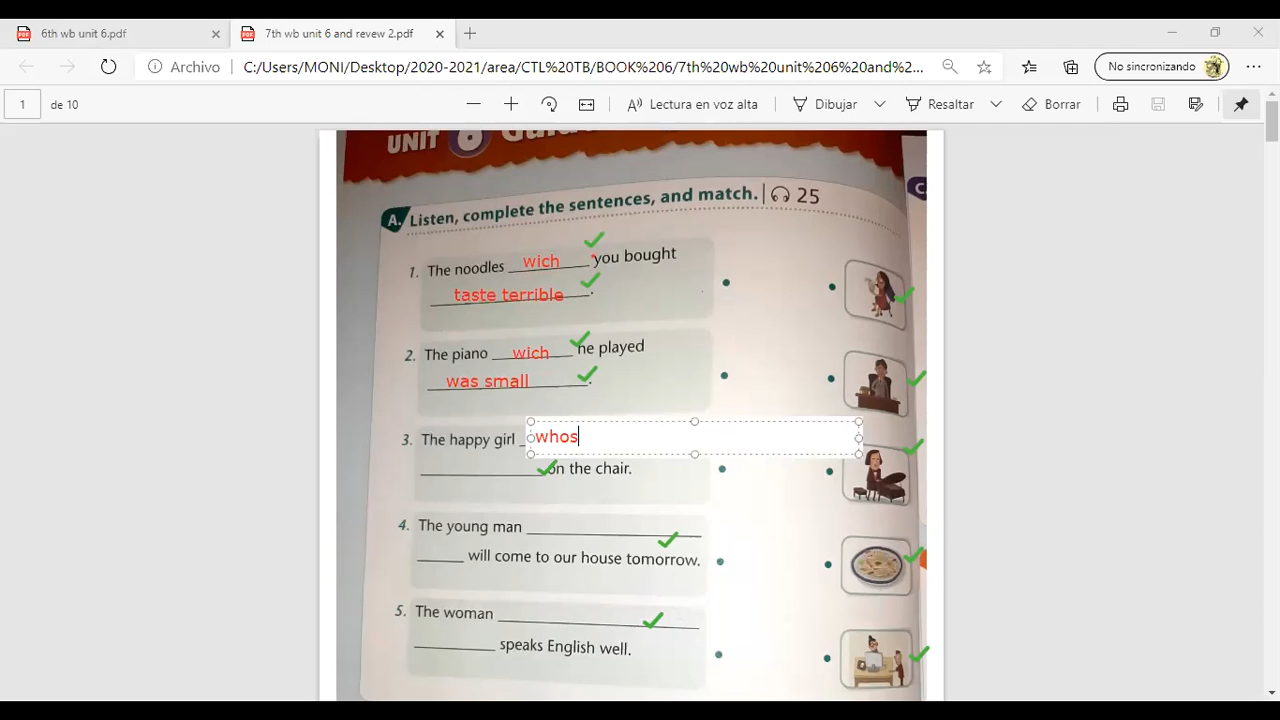 6th wb unit 6.pdf
7th wb unit 6 and revew 2.pdf
Archivo
C:/Users/MONI/Desktop/2020-2021/area/CTL%20TB/BOOK%206/7th%20wb%20unit%206%20and%2...
No sincronizando
1 de 10
Lectura en voz alta
Dibujar
Resaltar
Borrar
UNIT 6
A. Listen, complete the sentences, and match. 25
C.
1. The noodles wich you bought
taste terrible.
2. The piano wich he played
was small.
3. The happy girl whos
on the chair.
4. The young man
will come to our house tomorrow.
5. The woman
speaks English well.